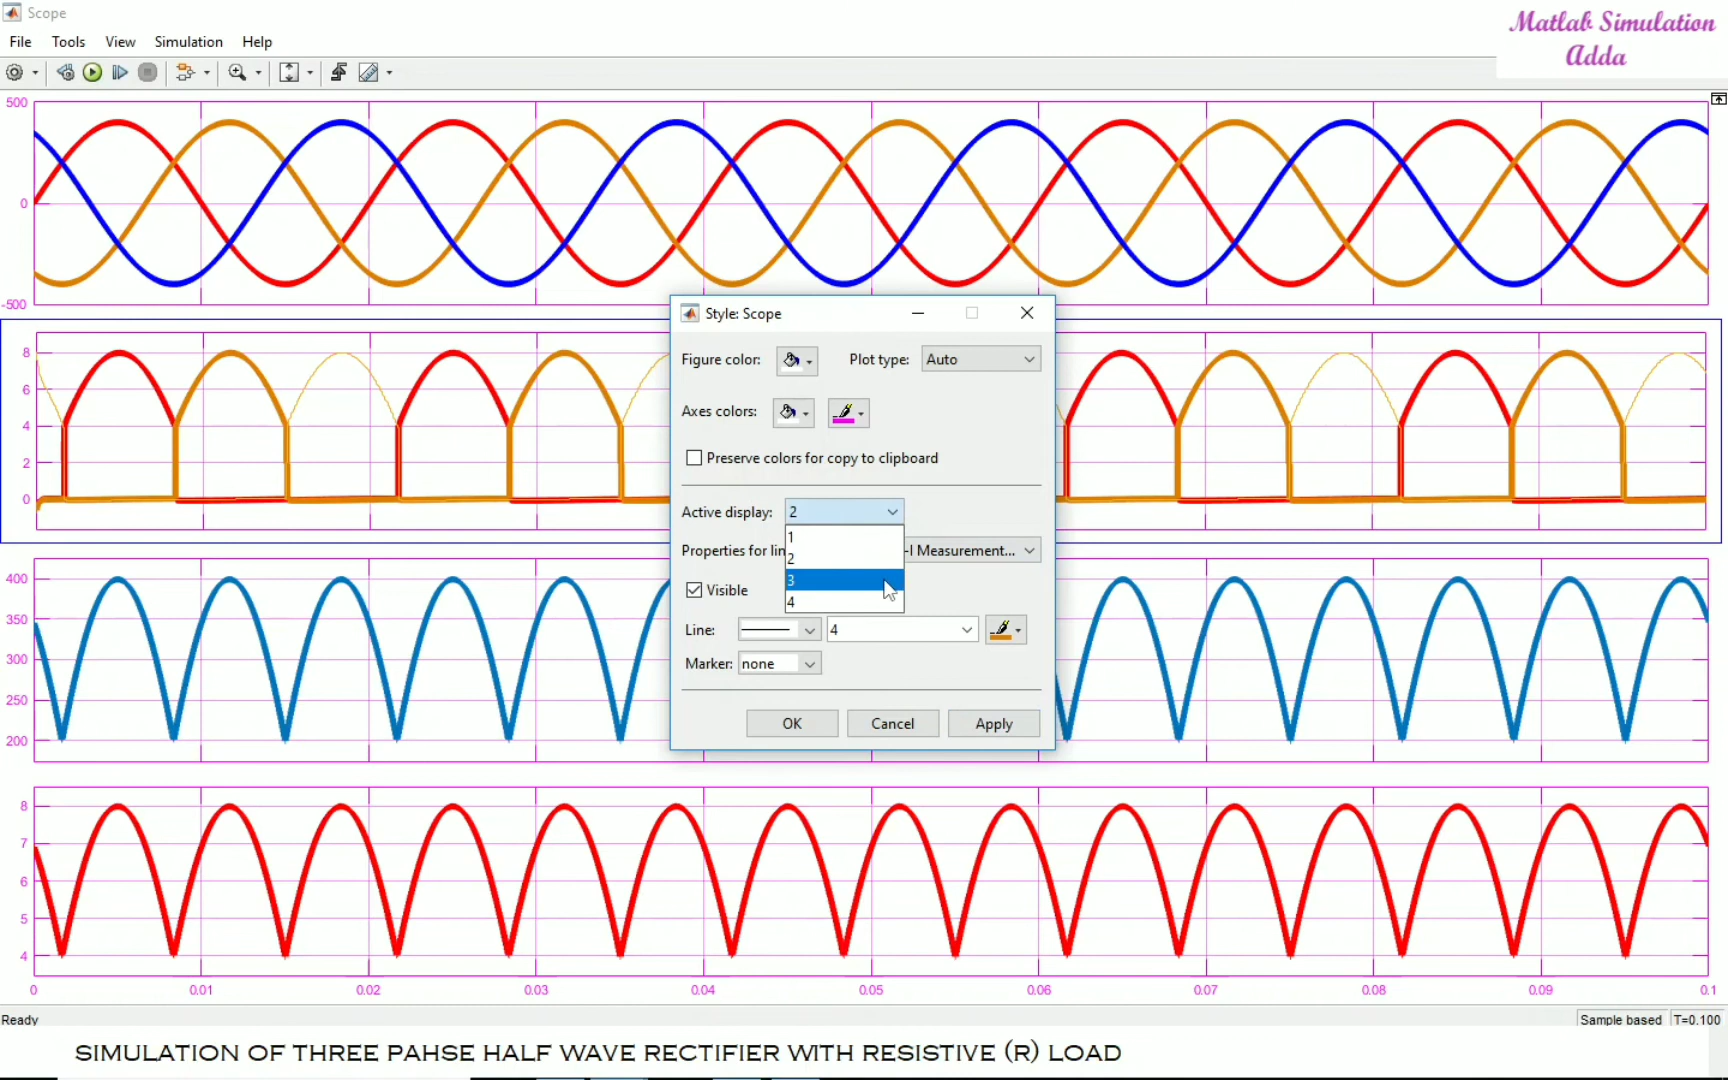 Scope
Matlab Simulation
Adda
File Tools View Simulation Help
500
0
-500
8
6
4
2
0
400
350
300
250
200
8
7
6
5
4
0 0.01 0.02 0.03 0.04 0.05 0.06 0.07 0.08 0.09 0.1
Style: Scope
Figure color: Plot type: Auto
Axes colors:
Preserve colors for copy to clipboard
Active display: 2
1
2
3
4
Properties for lin -I Measurement...
Visible
Line: 4
Marker: none
OK Cancel Apply
Ready Sample based T=0.100
SIMULATION OF THREE PAHSE HALF WAVE RECTIFIER WITH RESISTIVE (R) LOAD